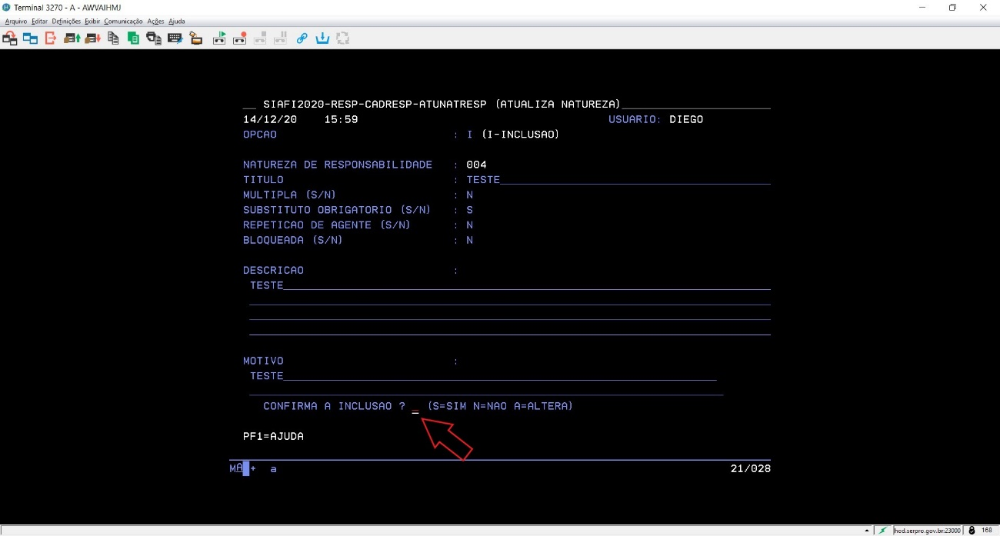 Terminal 3270 - A - AWVAIHMJ
Arquivo Editar Definições Exibir Comunicação Ações Ajuda
__ SIAFI2020-RESP-CADRESP-ATUNATRESP (ATUALIZA NATUREZA)
14/12/20 15:59 USUARIO: DIEGO
OPCAO : I (I-INCLUSAO)
NATUREZA DE RESPONSABILIDADE : 004
TITULO : TESTE
MULTIPLA (S/N) : N
SUBSTITUTO OBRIGATORIO (S/N) : S
REPETICAO DE AGENTE (S/N) : N
BLOQUEADA (S/N) : N
DESCRICAO :
TESTE
MOTIVO :
TESTE
CONFIRMA A INCLUSAO ? _ (S=SIM N=NAO A=ALTERA)
PF1=AJUDA
MA + a 21/028
hod.serpro.gov.br:23000 168